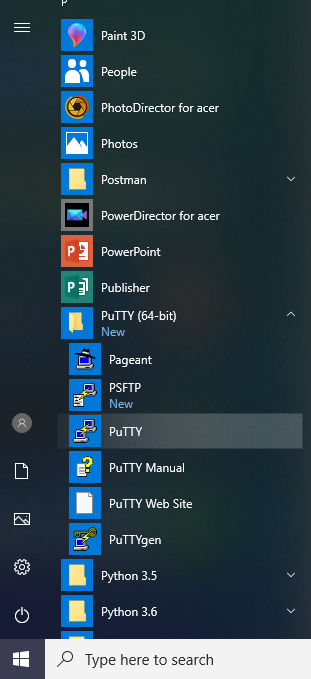 P
Paint 3D
People
PhotoDirector for acer
Photos
Postman
PowerDirector for acer
PowerPoint
Publisher
PuTTY (64-bit)
New
Pageant
PSFTP
New
PuTTY
PuTTY Manual
PuTTY Web Site
PuTTYgen
Python 3.5
Python 3.6
Type here to search